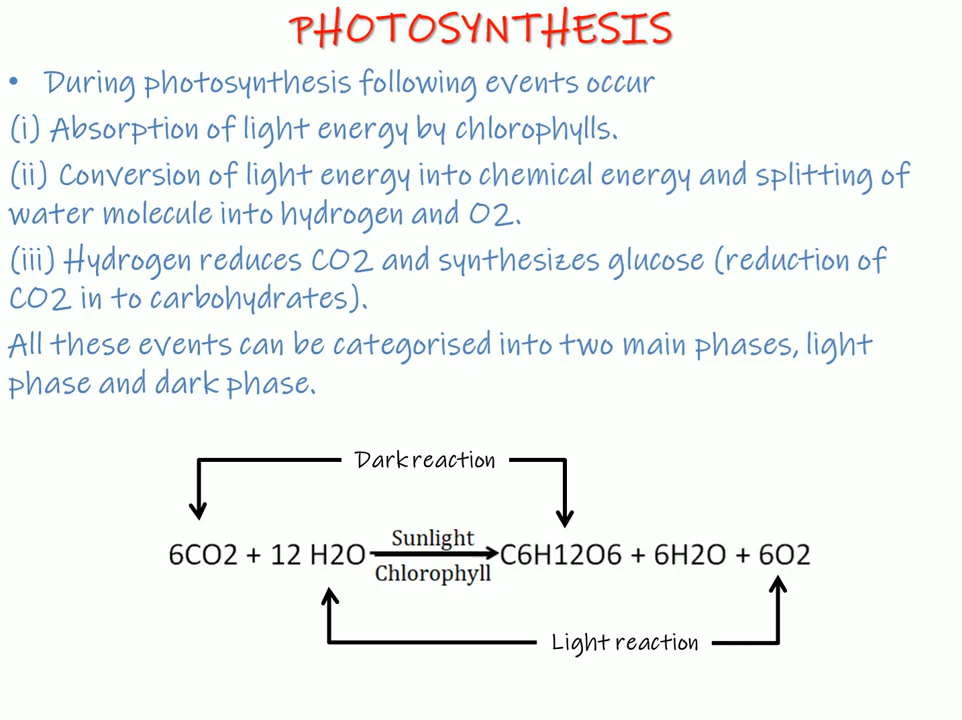 PHOTOSYNTHESIS
• During photosynthesis following events occur
(i) Absorption of light energy by chlorophylls.
(ii) Conversion of light energy into chemical energy and splitting of
water molecule into hydrogen and O2.
(iii) Hydrogen reduces CO2 and synthesizes glucose (reduction of
CO2 in to carbohydrates).
All these events can be categorised into two main phases, light
phase and dark phase.
Dark reaction
Sunlight
6CO2 + 12 H2O C6H12O6 + 6H2O + 6O2
Chlorophyll
Light reaction